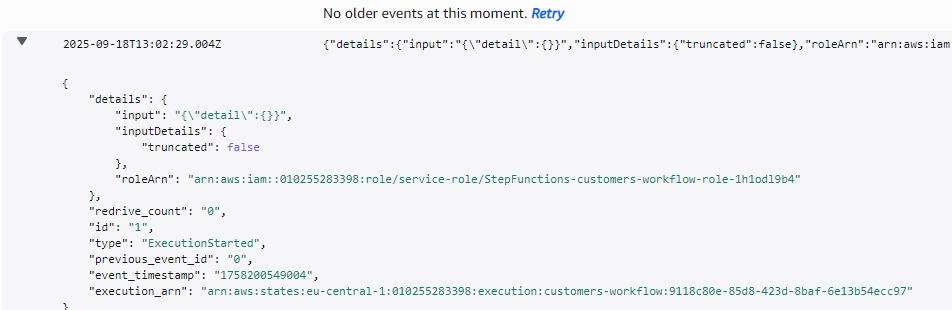 No older events at this moment. Retry
2025-09-18T13:02:29.004Z {"details":{"input":"{\"detail\":{}}","inputDetails":{"truncated":false},"roleArn":"arn:aws:iam
{
"details": {
"input": "{\"detail\":{}}",
"inputDetails": {
"truncated": false
},
"roleArn": "arn:aws:iam::010255283398:role/service-role/StepFunctions-customers-workflow-role-1h1odl9b4"
},
"redrive_count": "0",
"id": "1",
"type": "ExecutionStarted",
"previous_event_id": "0",
"event_timestamp": "1758200549004",
"execution_arn": "arn:aws:states:eu-central-1:010255283398:execution:customers-workflow:9118c80e-85d8-423d-8baf-6e13b54ecc97"
}